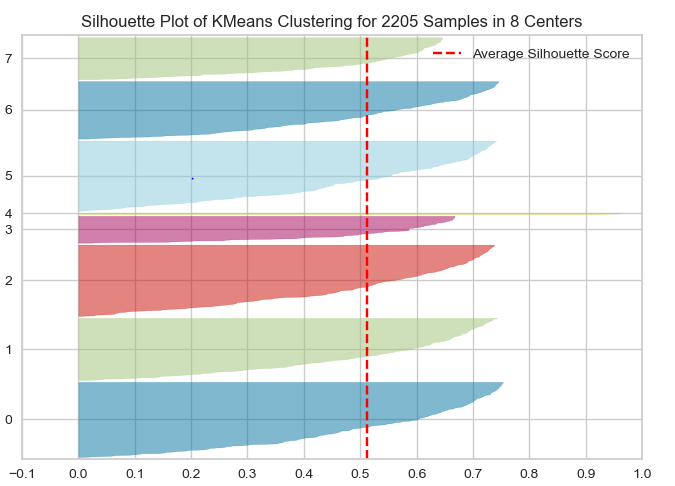 Silhouette Plot of KMeans Clustering for 2205 Samples in 8 Centers
Average Silhouette Score
7
6
5
4
3
2
1
0
−0.1 0.0 0.1 0.2 0.3 0.4 0.5 0.6 0.7 0.8 0.9 1.0